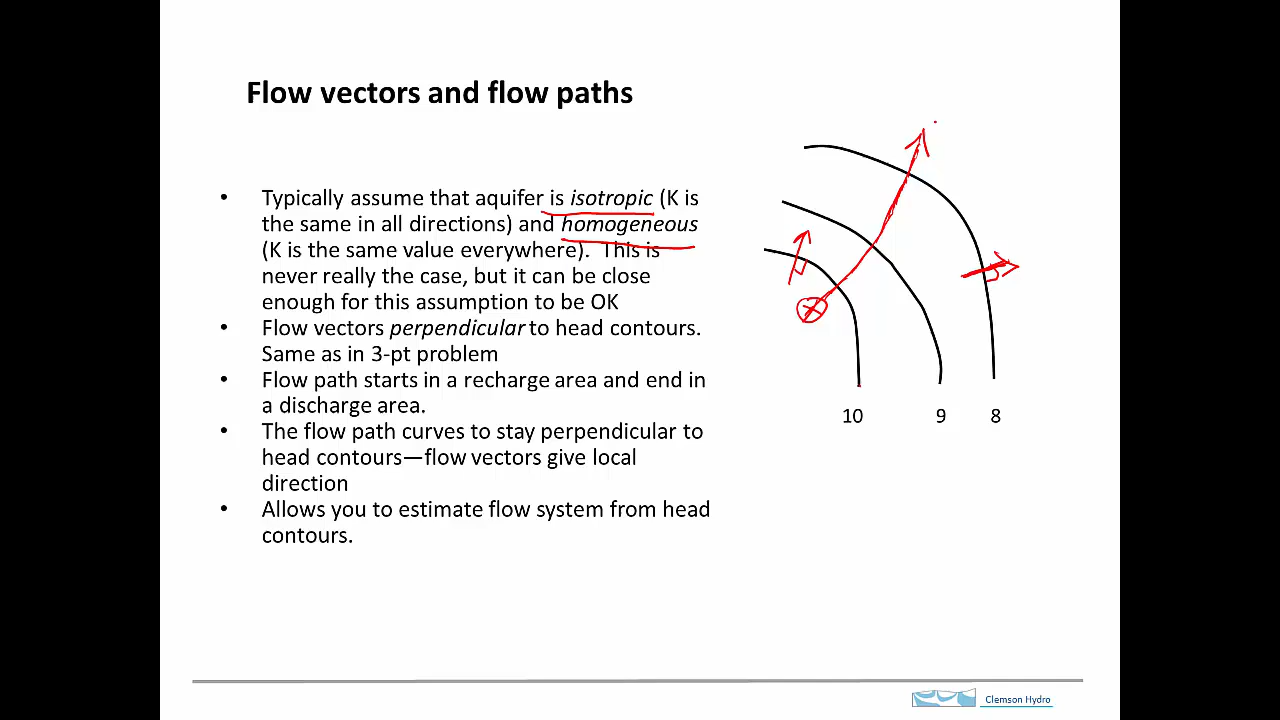 Flow vectors and flow paths
• Typically assume that aquifer is isotropic (K is
the same in all directions) and homogeneous
(K is the same value everywhere). This is
never really the case, but it can be close
enough for this assumption to be OK
• Flow vectors perpendicular to head contours.
Same as in 3-pt problem
• Flow path starts in a recharge area and end in
a discharge area.
• The flow path curves to stay perpendicular to
head contours—flow vectors give local
direction
• Allows you to estimate flow system from head
contours.
10 9 8
Clemson Hydro